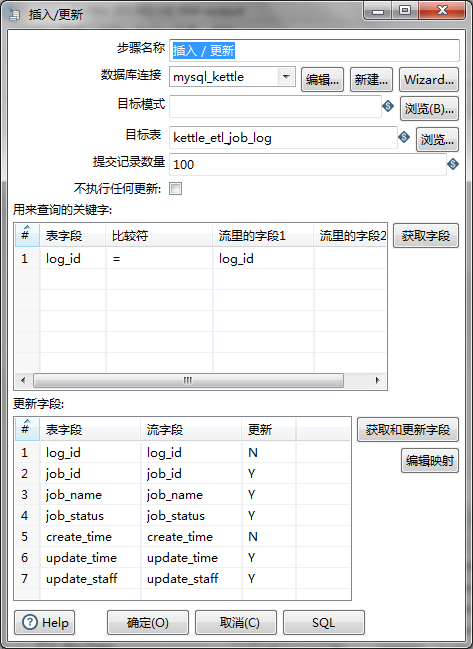 插入/更新
步骤名称 插入 / 更新
数据库连接 mysql_kettle 编辑... 新建... Wizard...
目标模式 浏览(B)...
目标表 kettle_etl_job_log 浏览...
提交记录数量 100
不执行任何更新:
用来查询的关键字:
# 表字段 比较符 流里的字段1 流里的字段2 获取字段
1 log_id = log_id
更新字段:
# 表字段 流字段 更新 获取和更新字段
1 log_id log_id N 编辑映射
2 job_id job_id Y
3 job_name job_name Y
4 job_status job_status Y
5 create_time create_time N
6 update_time update_time Y
7 update_staff update_staff Y
Help 确定(O) 取消(C) SQL